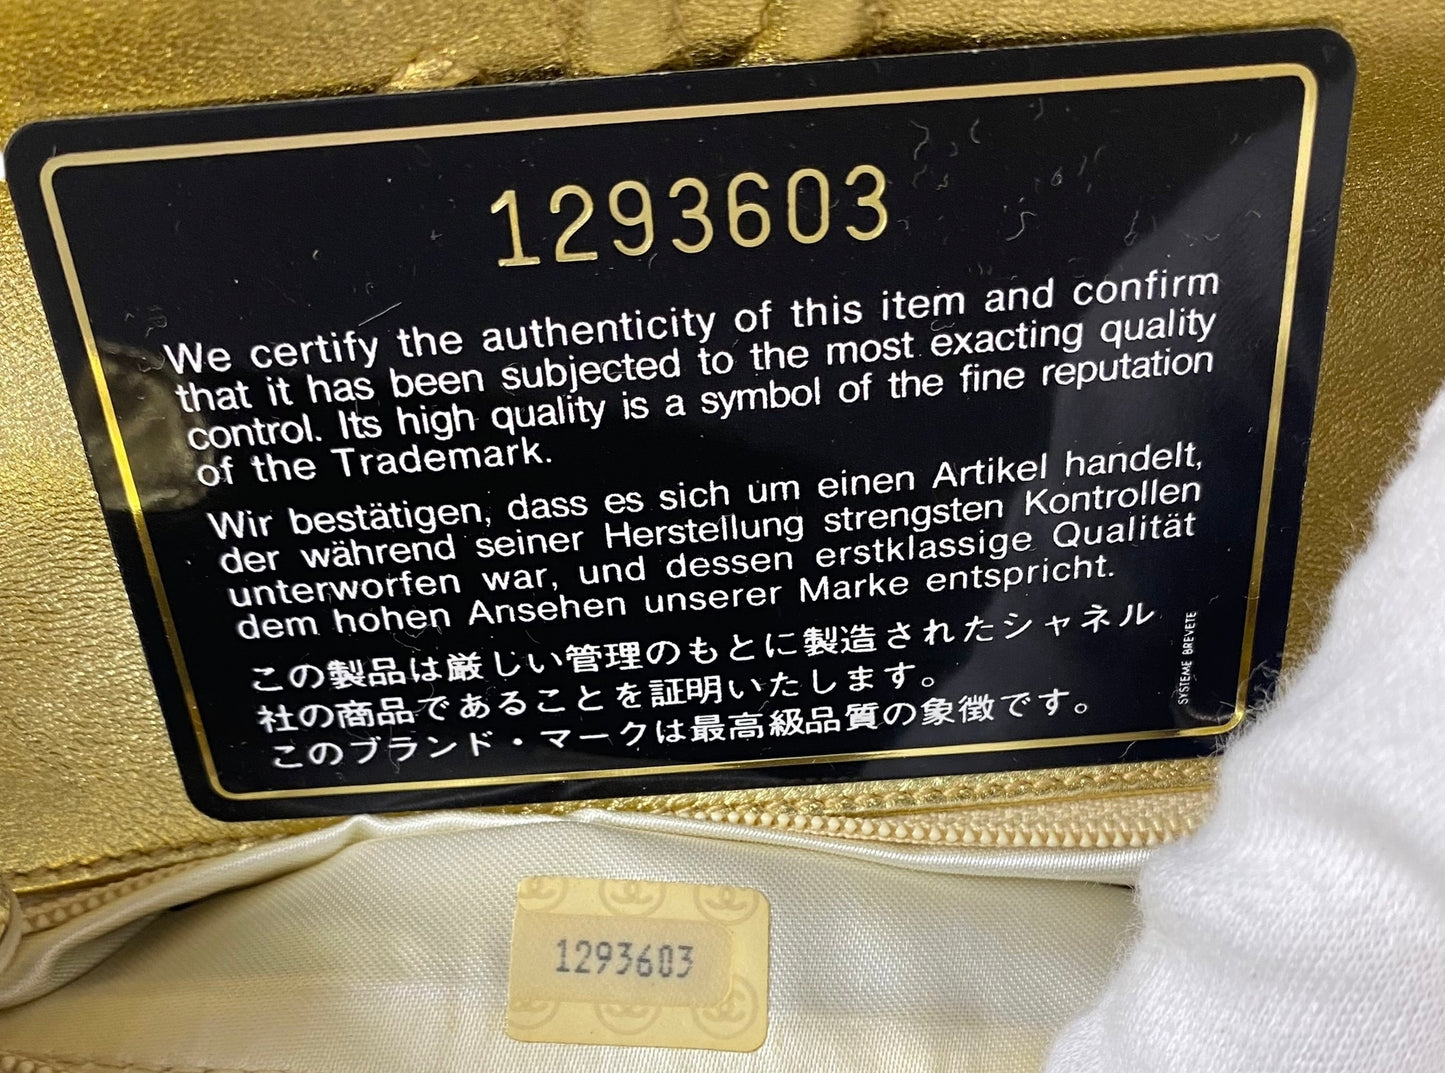 1293603
We certify the authenticity of this item and confirm
that it has been subjected to the most exacting quality
control. Its high quality is a symbol of the fine reputation
of the Trademark.
Wir bestätigen, dass es sich um einen Artikel handelt,
der während seiner Herstellung strengsten Kontrollen
unterworfen war, und dessen erstklassige Qualität
dem hohen Ansehen unserer Marke entspricht.
この製品は厳しい管理のもとに製造されたシャネル
社の商品であることを証明いたします。
このブランド・マークは最高級品質の象徴です。
SYSTEME BREVETE
1293603